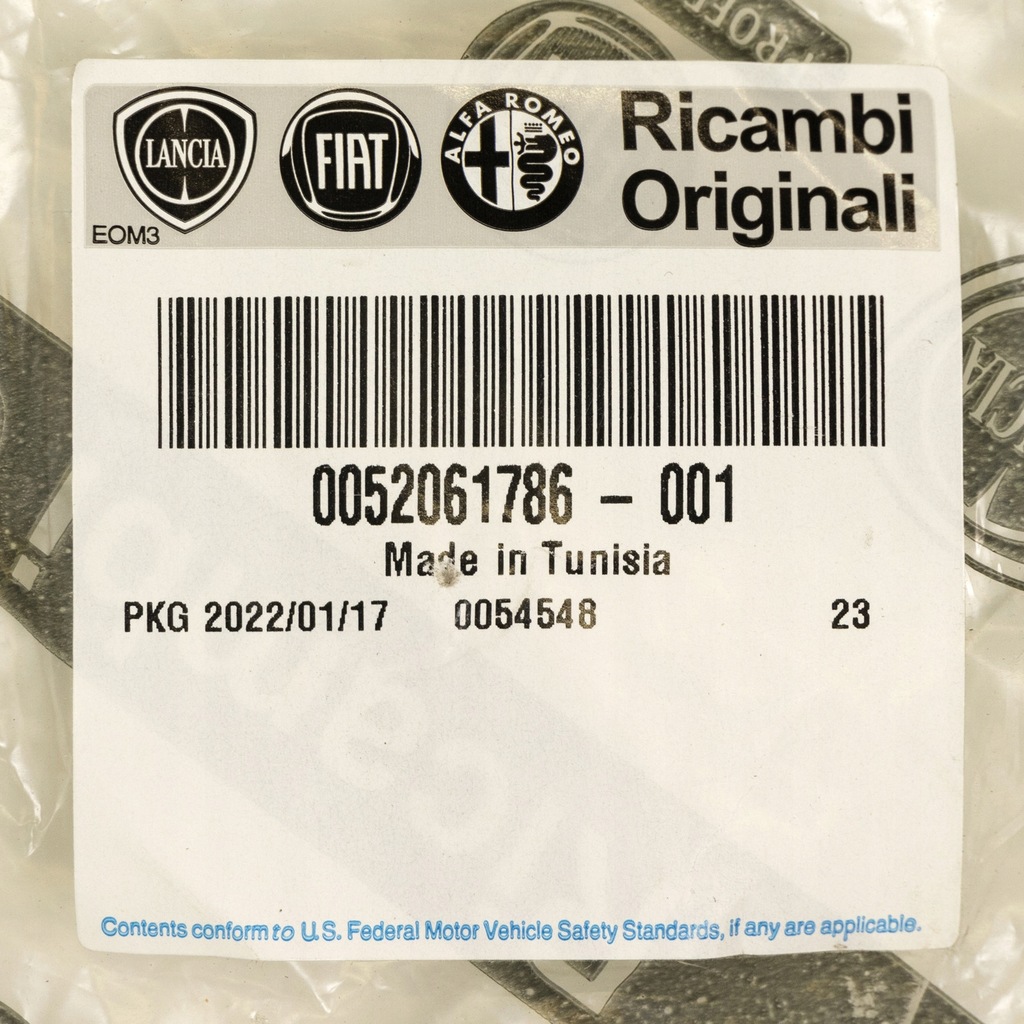 PROFE
LANCIA
FIAT
ALFA ROMEO
Ricambi
Originali
EOM3
0052061786 – 001
Made in Tunisia
PKG 2022/01/17 0054548 23
Contents conform to U.S. Federal Motor Vehicle Safety Standards, if any are applicable.